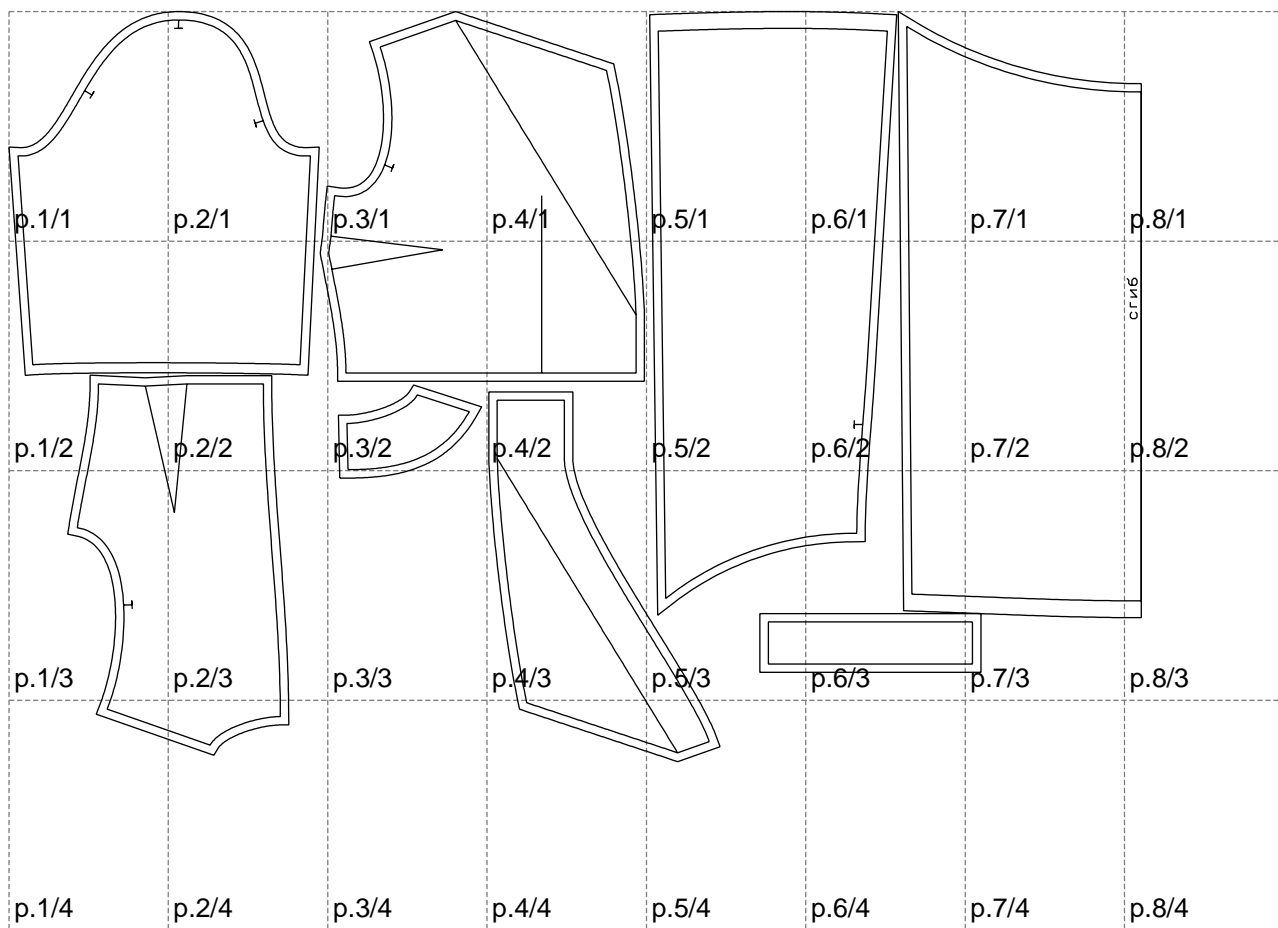 p.1/1 p.2/1 p.3/1 p.4/1 p.5/1 p.6/1 p.7/1 p.8/1
сгиб
p.1/2 p.2/2 p.3/2 p.4/2 p.5/2 p.6/2 p.7/2 p.8/2
p.1/3 p.2/3 p.3/3 p.4/3 p.5/3 p.6/3 p.7/3 p.8/3
p.1/4 p.2/4 p.3/4 p.4/4 p.5/4 p.6/4 p.7/4 p.8/4